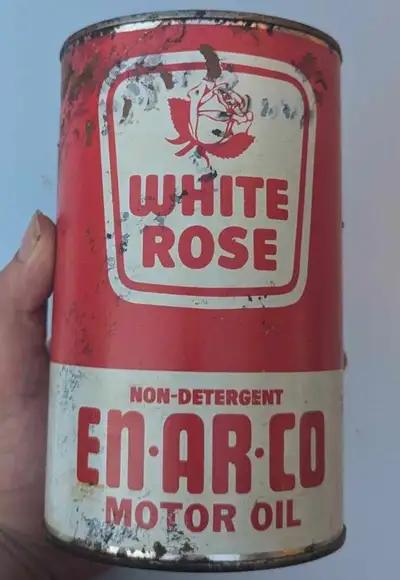 WHITE
ROSE
NON-DETERGENT
EN·AR·CO
MOTOR OIL